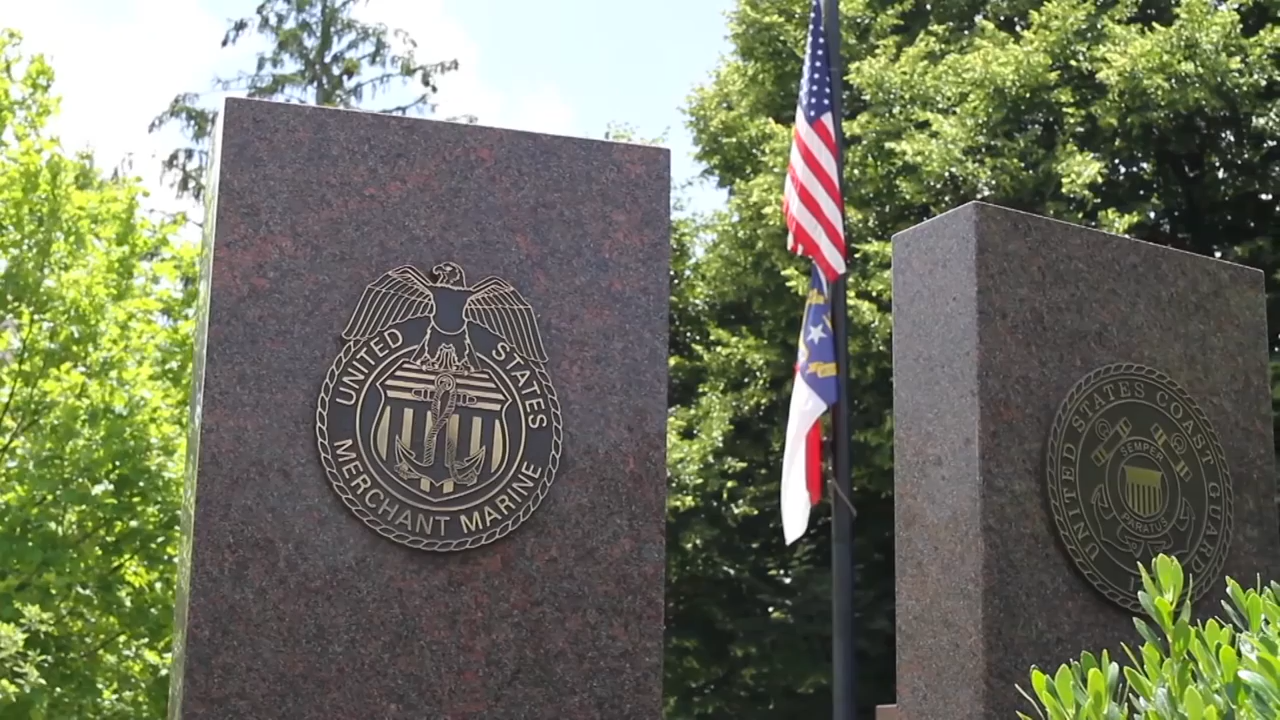 UNITED STATES
MERCHANT MARINE
UNITED STATES COAST GUARD
SEMPER
PARATUS